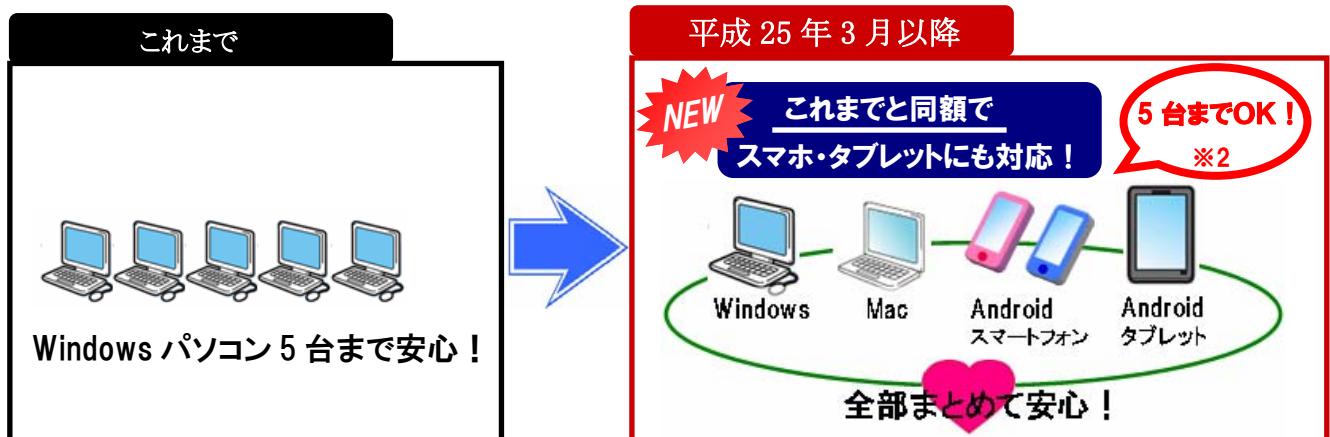 これまで
Windows パソコン 5 台まで安心！
平成 25 年 3 月以降
NEW
これまでと同額で
スマホ・タブレットにも対応！
5 台までOK！
※2
Windows
Mac
Android
スマートフォン
Android
タブレット
全部まとめて安心！